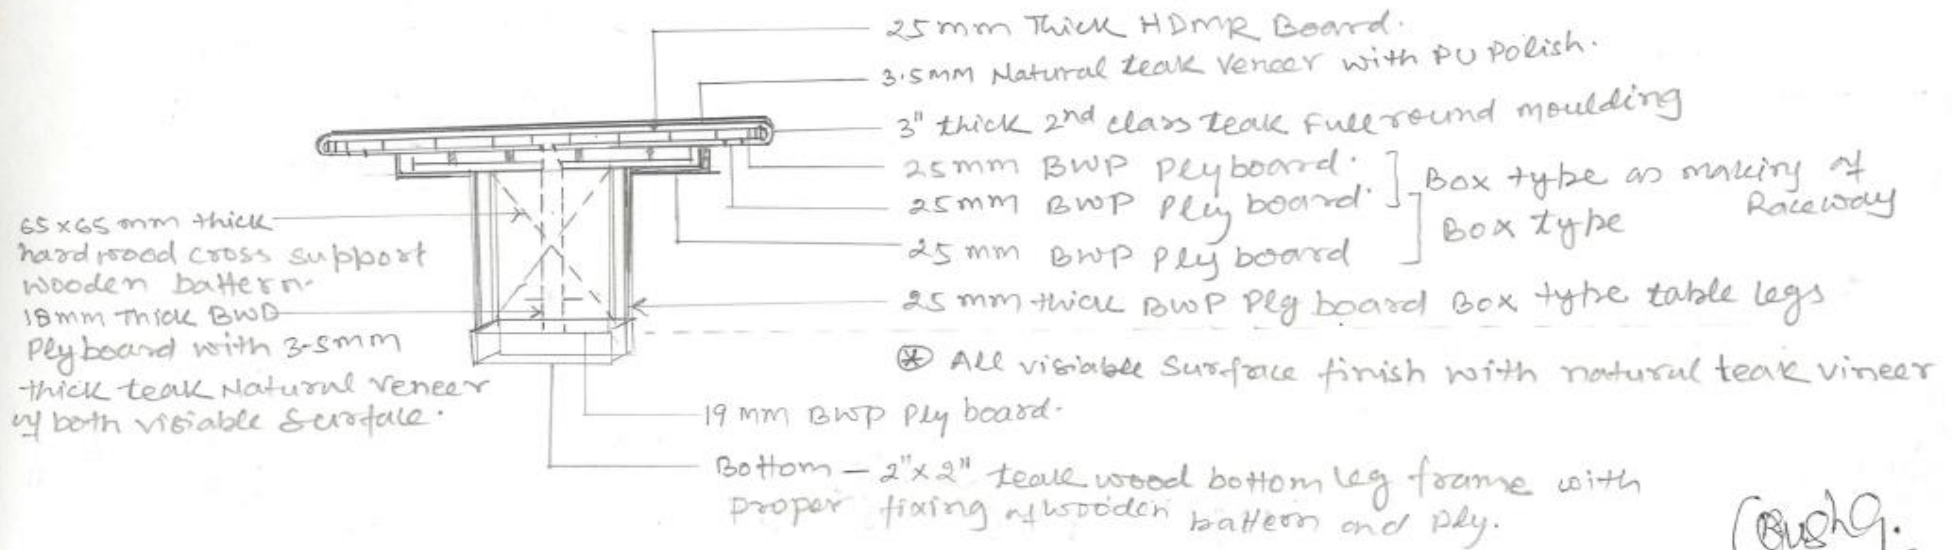 25mm Thick HDMR Board.
3.5MM Natural teak Veneer with PU Polish.
3" thick 2nd class teak Full round moulding
25mm BWP Plyboard.
25mm BWP Ply board.
Box type as making of
Raceway
25 mm BWP Ply board
Box type
25 mm thick BWP Ply board Box type table legs
⊛ All visiable Surface finish with natural teak vineer
65x65 mm thick
hardwood cross support
wooden battern.
18mm Thick BWD
Plyboard with 3-5mm
thick teak Natural Veneer
of both visiable Surface.
19 MM BWP Ply board.
Bottom – 2"x2" teak wood bottom leg frame with
proper fixing of wooden battern and Ply.